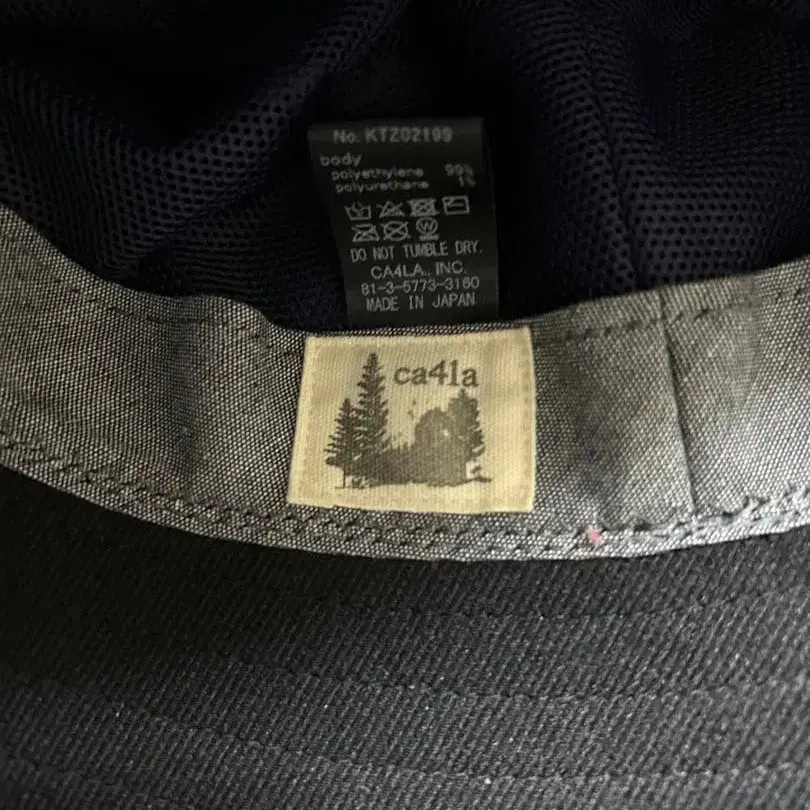 No. KTZ02199
body
polyethylene 99%
polyurethane 1%
W
DO NOT TUMBLE DRY.
CA4LA., INC.
81-3-5773-3160
MADE IN JAPAN
ca4la